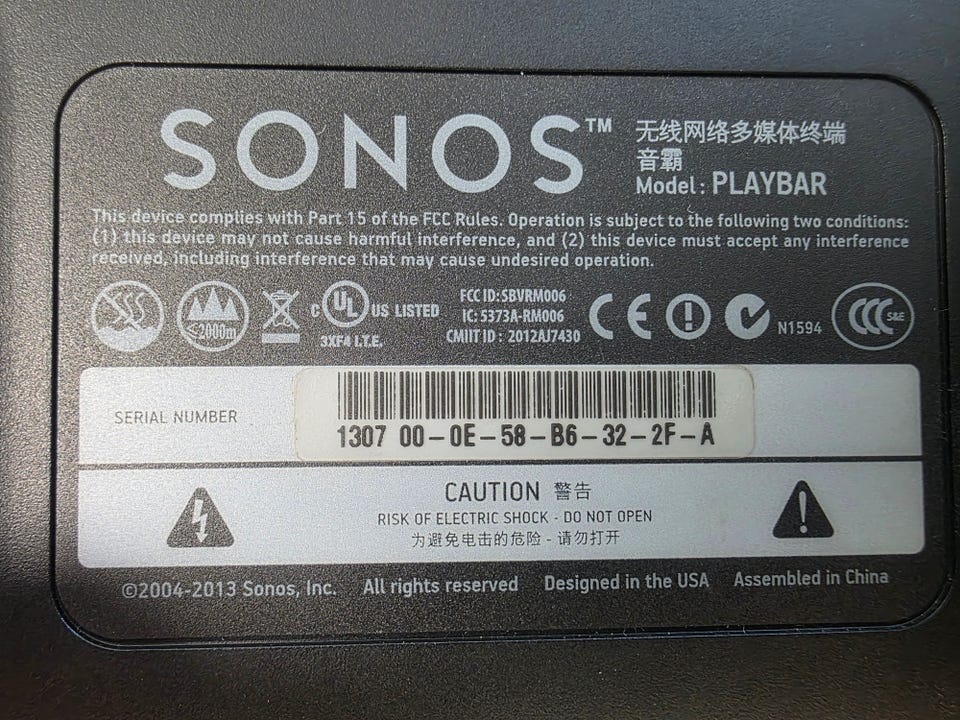 SONOS™
无线网络多媒体终端
音霸
Model: PLAYBAR
This device complies with Part 15 of the FCC Rules. Operation is subject to the following two conditions:
(1) this device may not cause harmful interference, and (2) this device must accept any interference
received, including interference that may cause undesired operation.
≤2000m
C UL US LISTED
3XF4 I.T.E.
FCC ID:SBVRM006
IC: 5373A-RM006
CMIIT ID: 2012AJ7430
CE
N1594
CCC S&E
SERIAL NUMBER
1307 00-0E-58-B6-32-2F-A
CAUTION 警告
RISK OF ELECTRIC SHOCK - DO NOT OPEN
为避免电击的危险 - 请勿打开
©2004-2013 Sonos, Inc. All rights reserved Designed in the USA Assembled in China